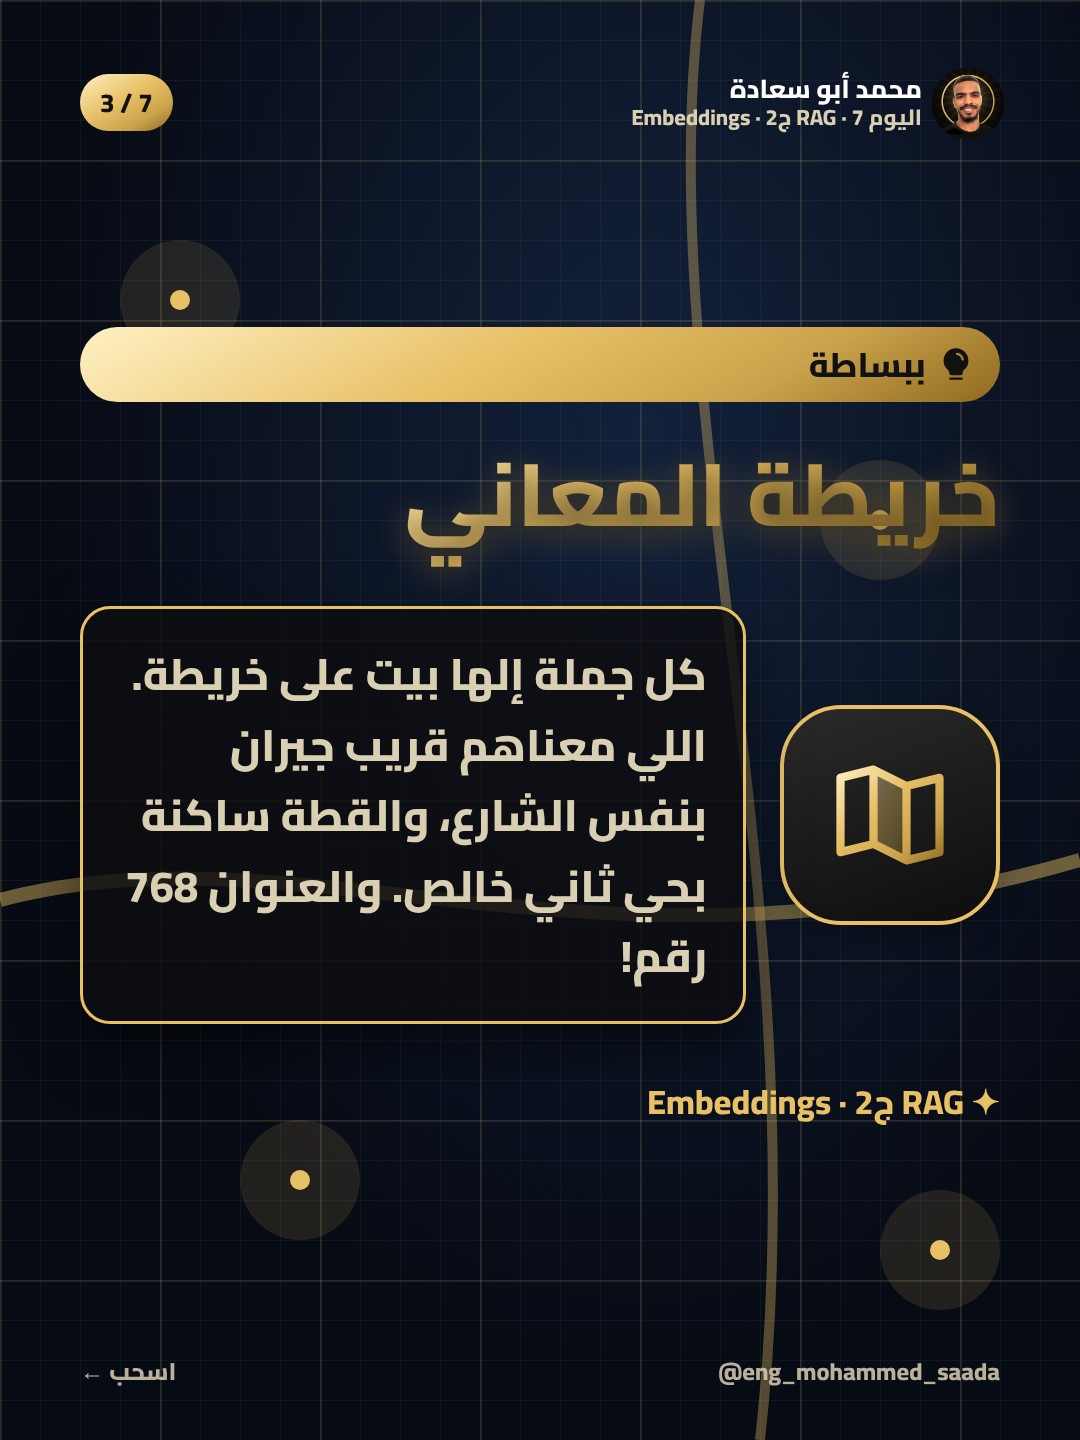 محمد أبو سعادة
اليوم 7 · RAG ج2 · Embeddings
3 / 7
ببساطة
خريطة المعاني
كل جملة إلها بيت على خريطة.
اللي معناهم قريب جيران
بنفس الشارع، والقطة ساكنة
بحي ثاني خالص. والعنوان 768
رقم!
✦ RAG ج2 · Embeddings
@eng_mohammed_saada
اسحب ←